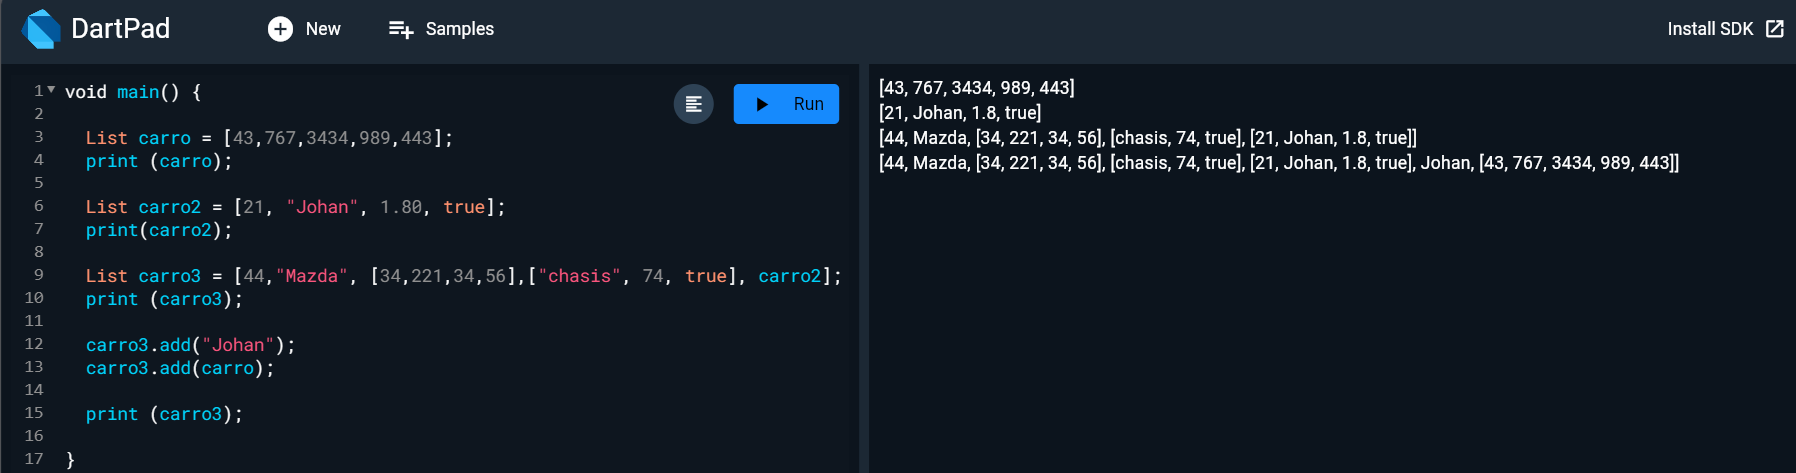 DartPad New Samples Install SDK
1 void main() {
2
3 List carro = [43,767,3434,989,443];
4 print (carro);
5
6 List carro2 = [21, "Johan", 1.80, true];
7 print(carro2);
8
9 List carro3 = [44,"Mazda", [34,221,34,56],["chasis", 74, true], carro2];
10 print (carro3);
11
12 carro3.add("Johan");
13 carro3.add(carro);
14
15 print (carro3);
16
17 }
Run
[43, 767, 3434, 989, 443]
[21, Johan, 1.8, true]
[44, Mazda, [34, 221, 34, 56], [chasis, 74, true], [21, Johan, 1.8, true]]
[44, Mazda, [34, 221, 34, 56], [chasis, 74, true], [21, Johan, 1.8, true], Johan, [43, 767, 3434, 989, 443]]